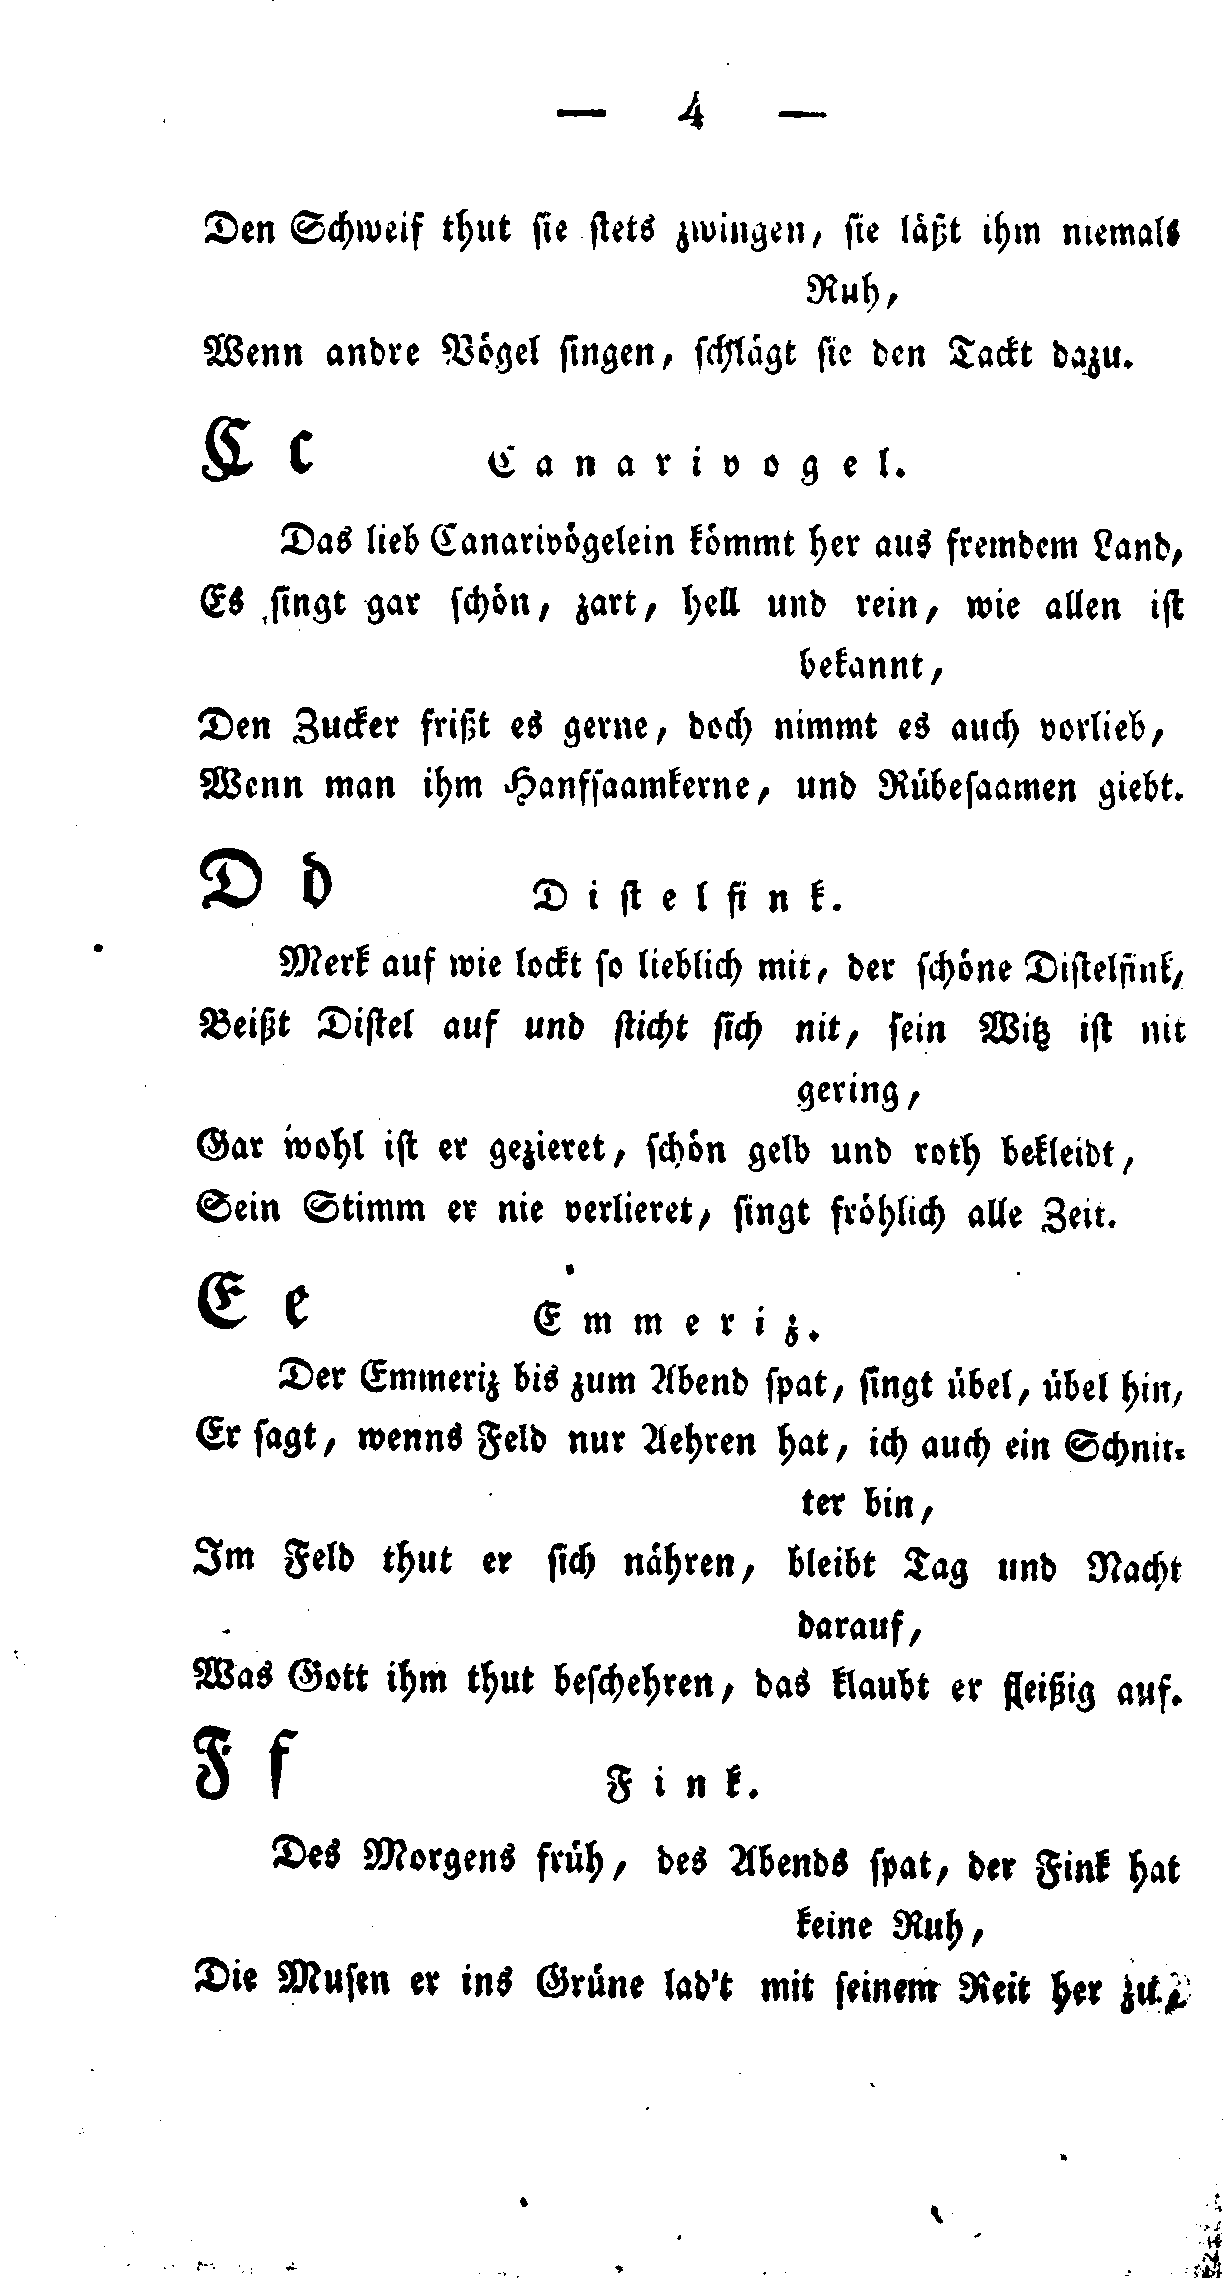 — 4 —
Den Schweif thut sie stets zwingen, sie läßt ihm niemals
Ruh,
Wenn andre Vögel singen, schlägt sie den Tackt dazu.
C c Canarivogel.
Das lieb Canarivögelein kömmt her aus fremdem Land,
Es singt gar schön, zart, hell und rein, wie allen ist
bekannt,
Den Zucker frißt es gerne, doch nimmt es auch vorlieb,
Wenn man ihm Hanfsaamkerne, und Rübesaamen giebt.
D d Distelfink.
Merk auf wie lockt so lieblich mit, der schöne Distelfink,
Beißt Distel auf und sticht sich nit, sein Witz ist nit
gering,
Gar wohl ist er gezieret, schön gelb und roth bekleidt,
Sein Stimm er nie verlieret, singt fröhlich alle Zeit.
E e Emmeriz.
Der Emmeriz bis zum Abend spat, singt übel, übel hin,
Er sagt, wenns Feld nur Aehren hat, ich auch ein Schnit-
ter bin,
Im Feld thut er sich nähren, bleibt Tag und Nacht
darauf,
Was Gott ihm thut beschehren, das klaubt er fleißig auf.
F f Fink.
Des Morgens früh, des Abends spat, der Fink hat
keine Ruh,
Die Musen er ins Grüne lad't mit seinem Reit her zu,